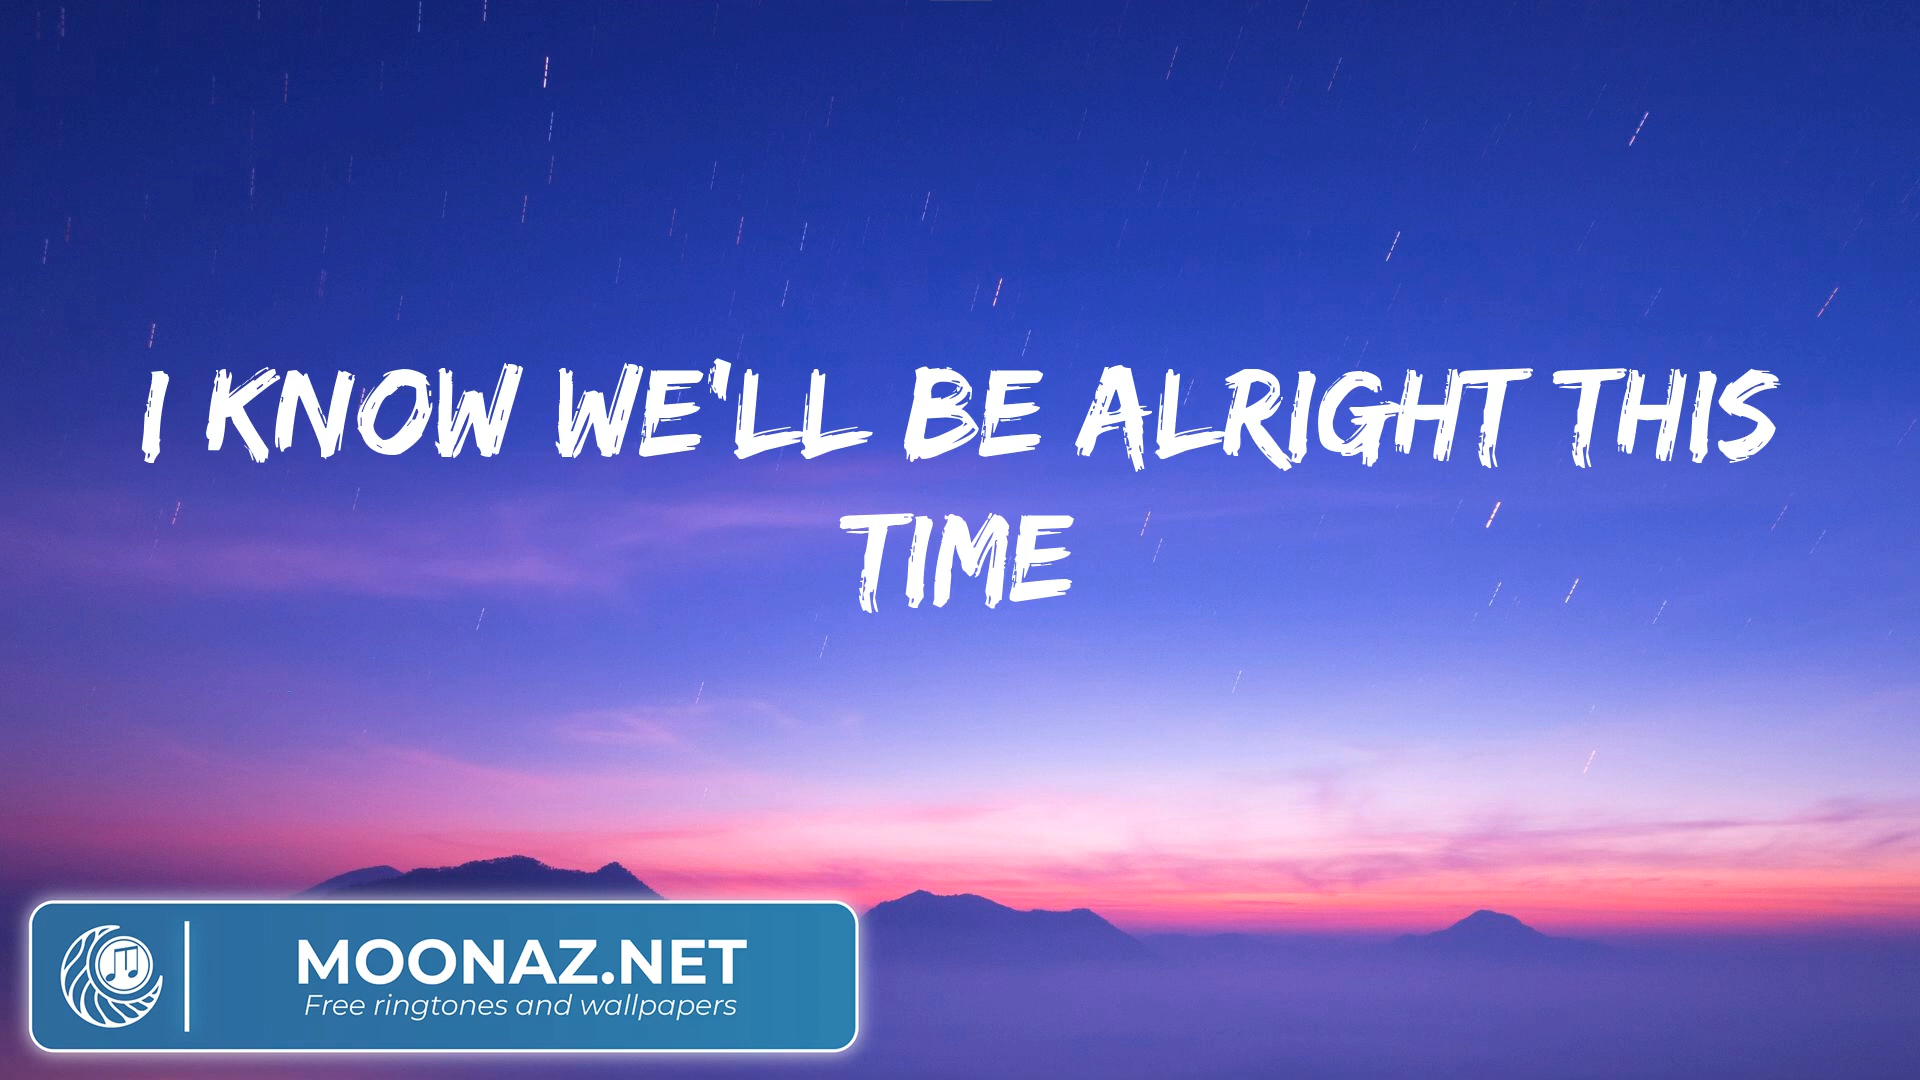 I KNOW WE'LL BE ALRIGHT THIS
TIME
MOONAZ.NET
Free ringtones and wallpapers